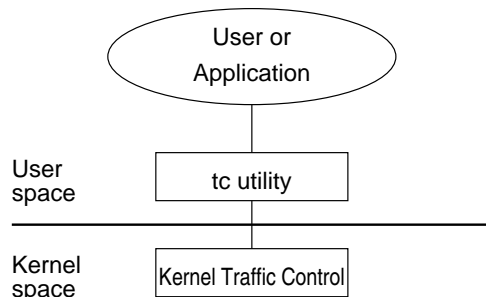 User or
Application
User
space
tc utility
Kernel
space
Kernel Traffic Control